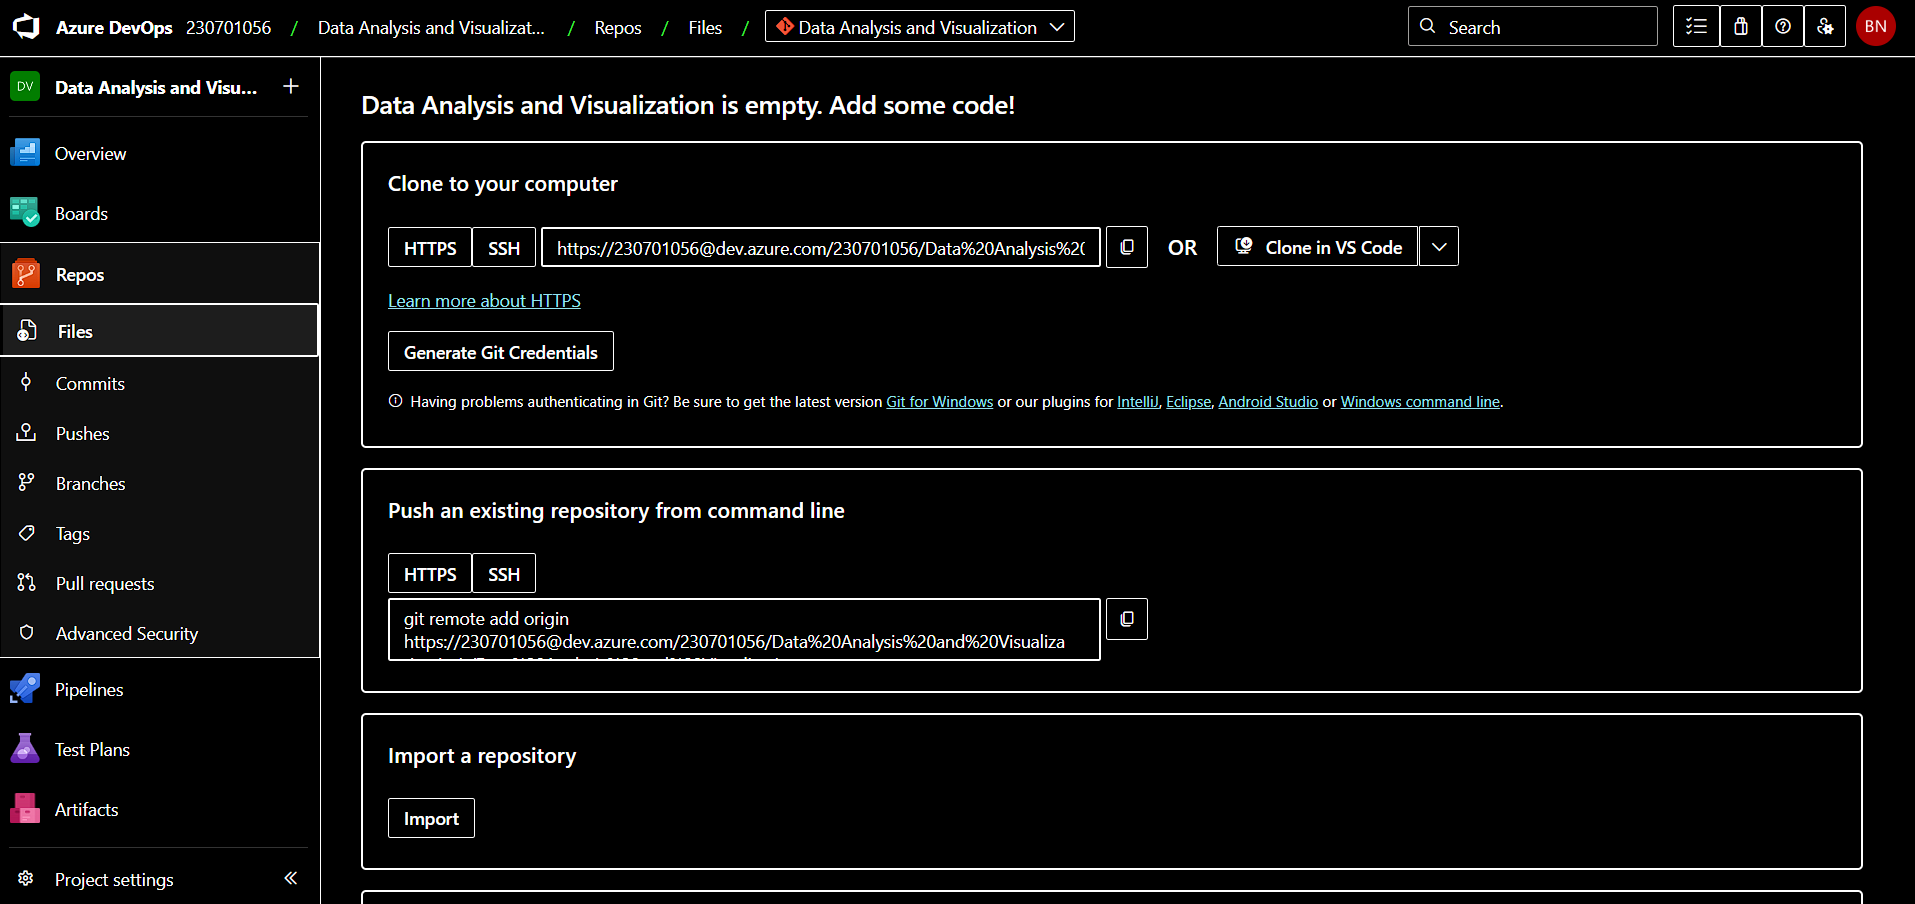 Azure DevOps 230701056 / Data Analysis and Visualizat... / Repos / Files / Data Analysis and Visualization
Search
BN
DV Data Analysis and Visu... +
Overview
Boards
Repos
Files
Commits
Pushes
Branches
Tags
Pull requests
Advanced Security
Pipelines
Test Plans
Artifacts
Project settings
Data Analysis and Visualization is empty. Add some code!
Clone to your computer
HTTPS SSH https://230701056@dev.azure.com/230701056/Data%20Analysis%20 OR Clone in VS Code
Learn more about HTTPS
Generate Git Credentials
Having problems authenticating in Git? Be sure to get the latest version Git for Windows or our plugins for IntelliJ, Eclipse, Android Studio or Windows command line.
Push an existing repository from command line
HTTPS SSH
git remote add origin
https://230701056@dev.azure.com/230701056/Data%20Analysis%20and%20Visualiza
Import a repository
Import